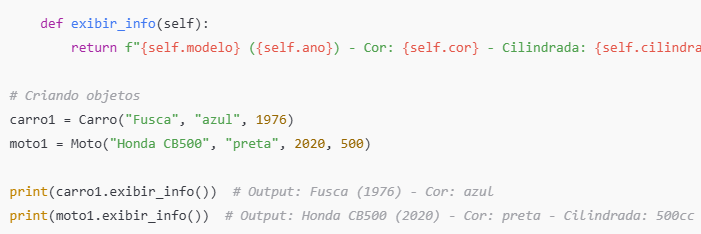 def exibir_info(self):
return f"{self.modelo} ({self.ano}) - Cor: {self.cor} - Cilindrada: {self.cilindra
# Criando objetos
carro1 = Carro("Fusca", "azul", 1976)
moto1 = Moto("Honda CB500", "preta", 2020, 500)
print(carro1.exibir_info())  # Output: Fusca (1976) - Cor: azul
print(moto1.exibir_info())  # Output: Honda CB500 (2020) - Cor: preta - Cilindrada: 500cc